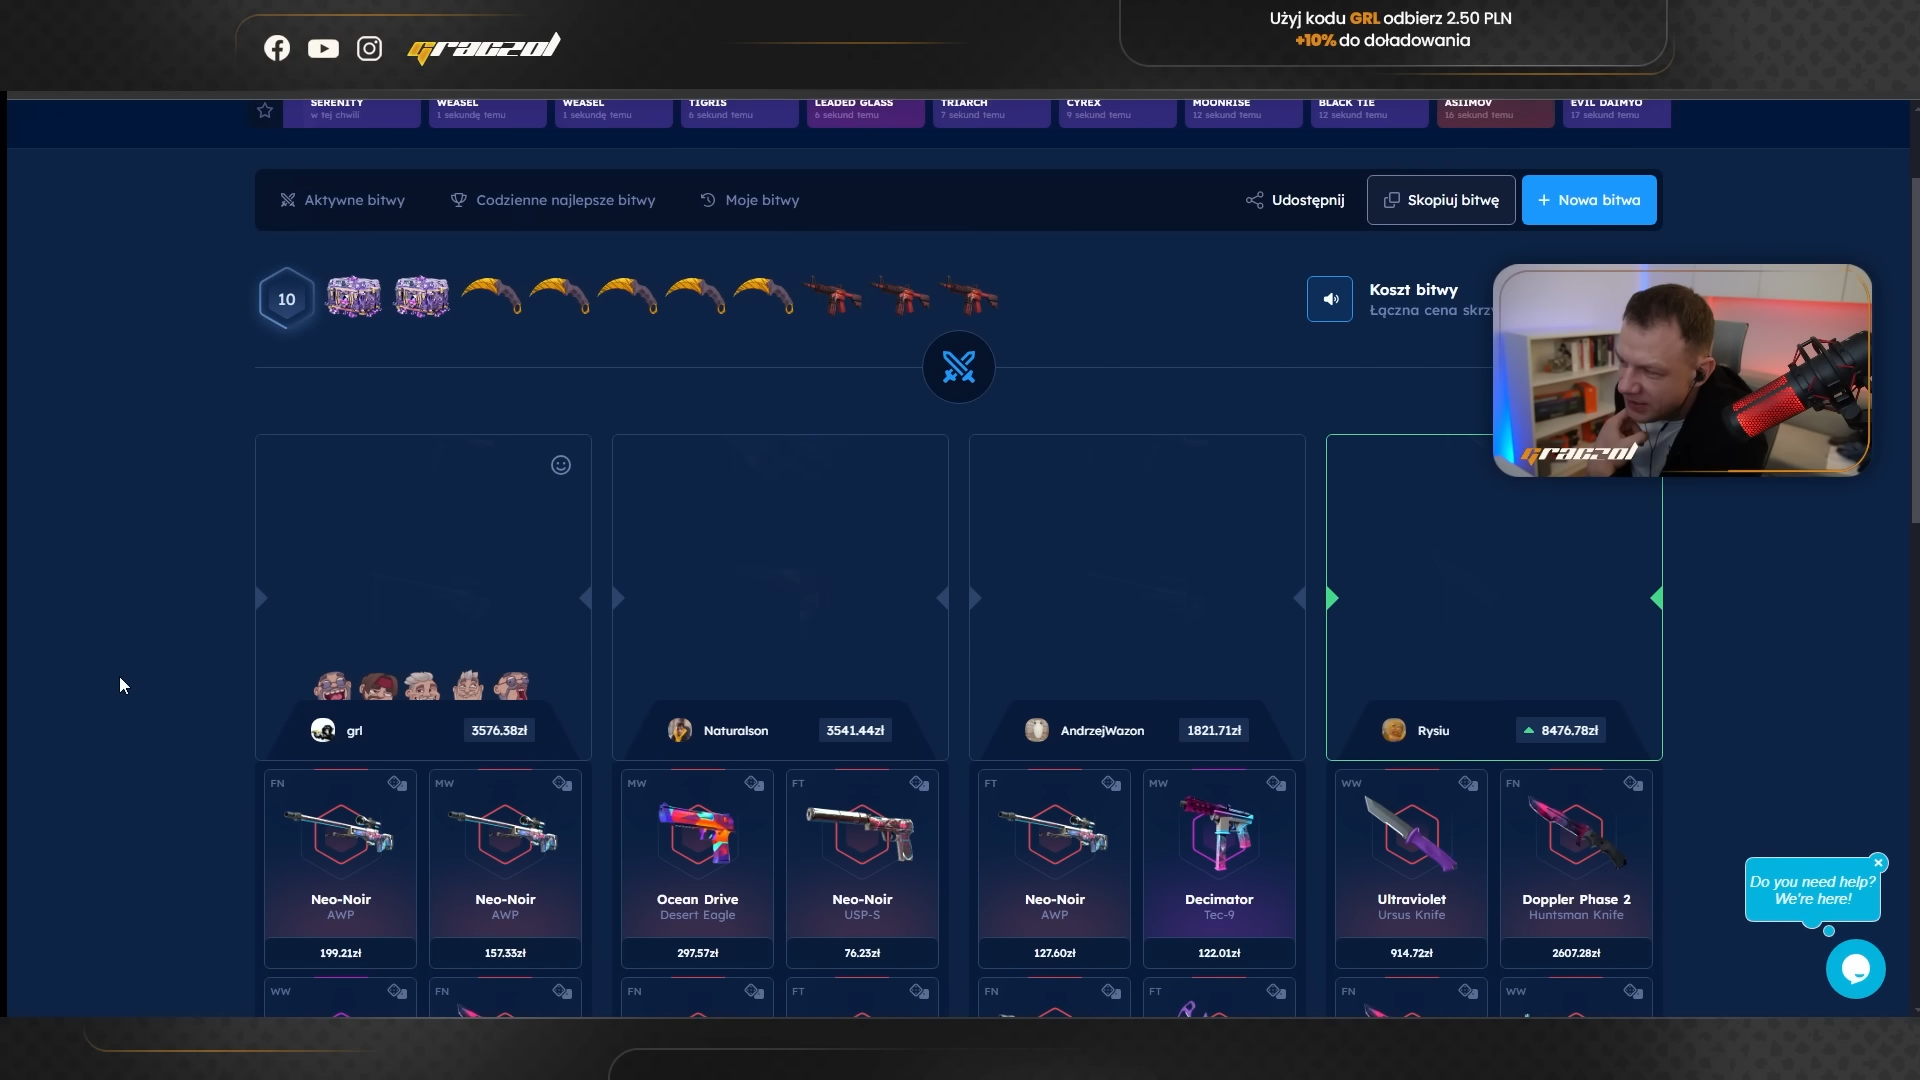 graczol
Użyj kodu GRL odbierz 2.50 PLN
+10% do doładowania
SERENITY
w tej chwili
WEASEL
1 sekundę temu
WEASEL
1 sekundę temu
TIGRIS
6 sekund temu
LEADED GLASS
6 sekund temu
TRIARCH
7 sekund temu
CYREX
9 sekund temu
MOONRISE
12 sekund temu
BLACK TIE
12 sekund temu
ASIIMOV
16 sekund temu
EVIL DAIMYO
17 sekund temu
Aktywne bitwy
Codzienne najlepsze bitwy
Moje bitwy
Udostępnij
Skopiuj bitwę
+ Nowa bitwa
10
Koszt bitwy
Łączna cena skrzy
graczol
grl
3576.38zł
Naturalson
3541.44zł
AndrzejWazon
1821.71zł
Rysiu
8476.78zł
FN
Neo-Noir
AWP
199.21zł
MW
Neo-Noir
AWP
157.33zł
MW
Ocean Drive
Desert Eagle
297.57zł
FT
Neo-Noir
USP-S
76.23zł
FT
Neo-Noir
AWP
127.60zł
MW
Decimator
Tec-9
122.01zł
WW
Ultraviolet
Ursus Knife
914.72zł
FN
Doppler Phase 2
Huntsman Knife
2607.28zł
WW
FN
FN
FT
FN
FT
FN
WW
Do you need help?
We're here!